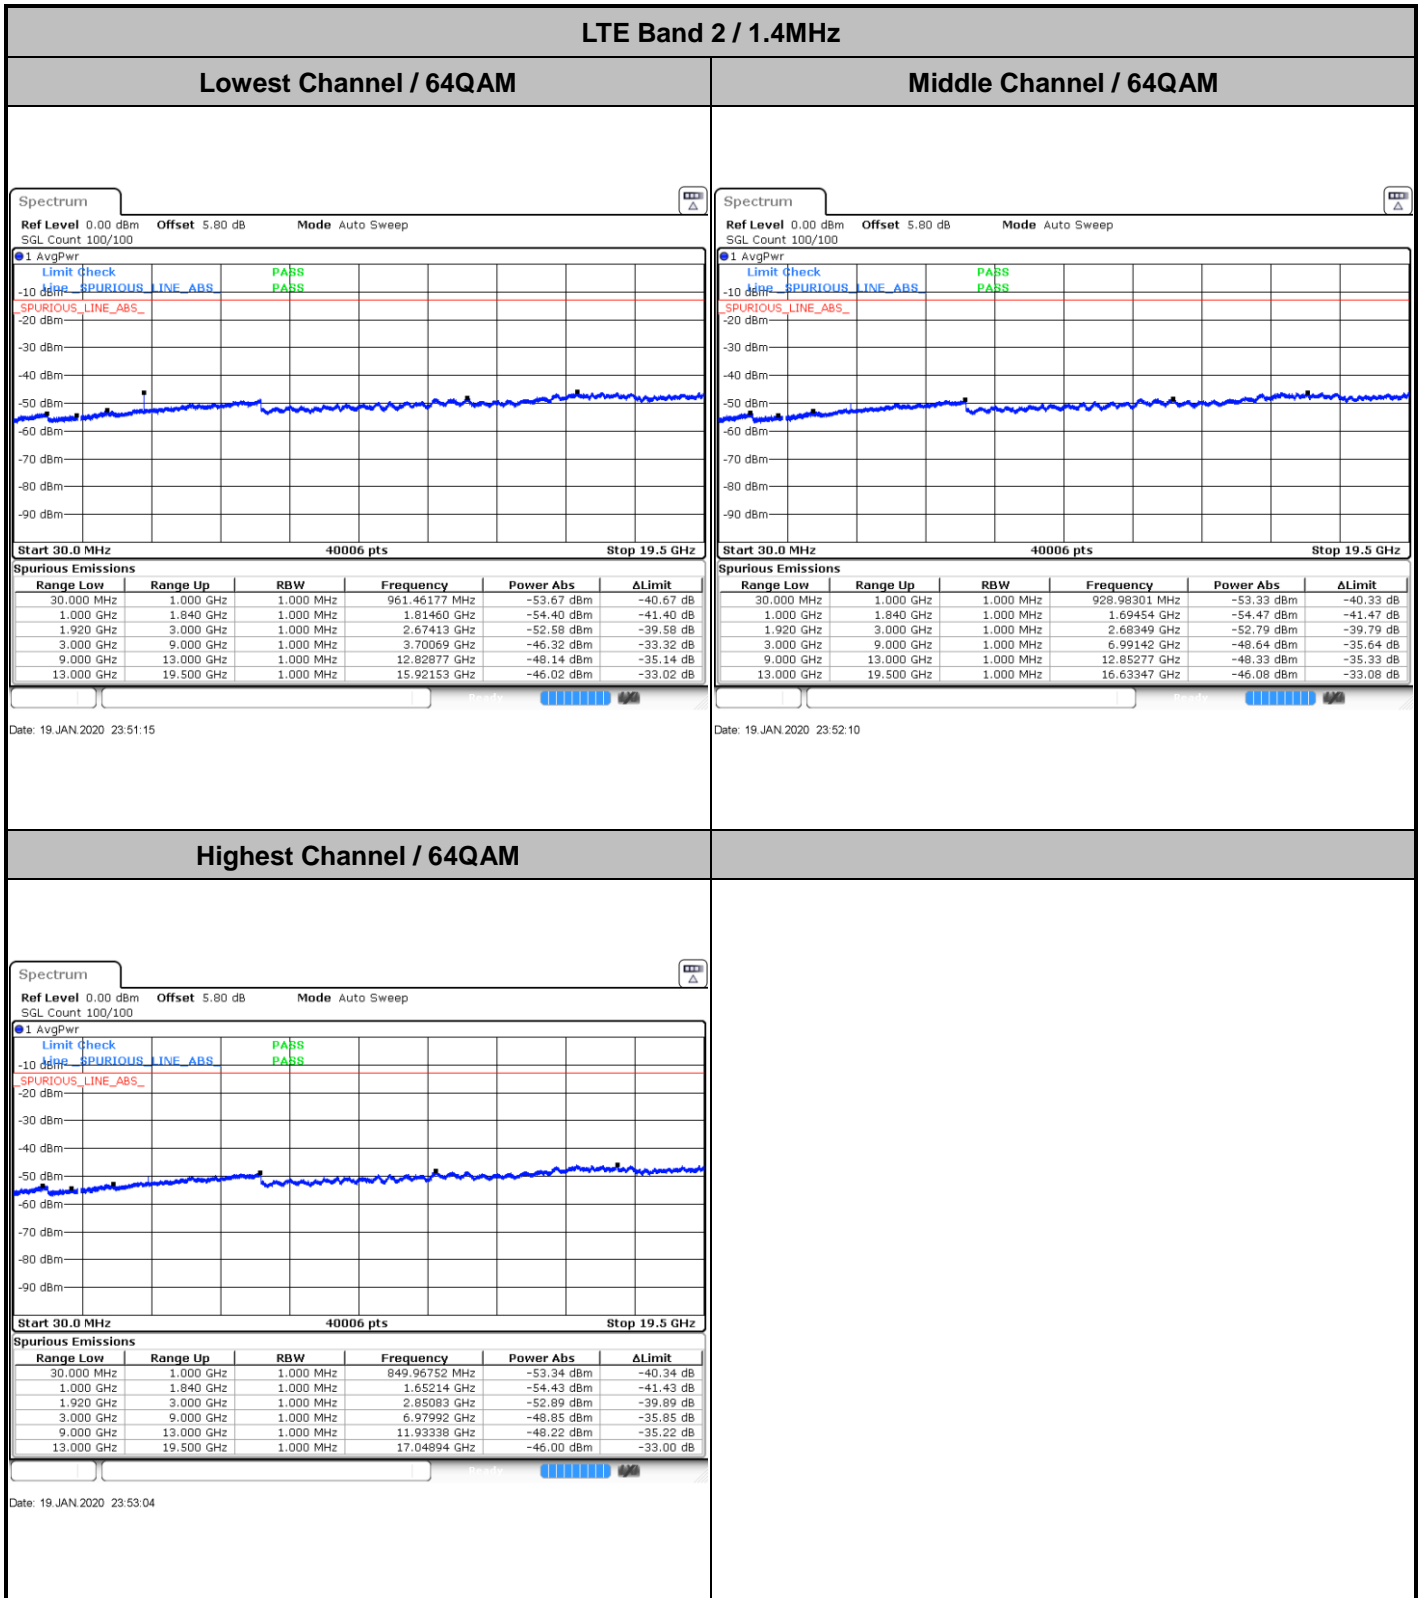 LTE Band 2 / 1.4MHz
Lowest Channel / 64QAM
Middle Channel / 64QAM
Spectrum
Ref Level 0.00 dBm Offset 5.80 dB Mode Auto Sweep
SGL Count 100/100
1 AvgPwr
Limit Check PASS
Line _SPURIOUS_LINE_ABS_ PASS
-10 dBm
_SPURIOUS_LINE_ABS_
-20 dBm
-30 dBm
-40 dBm
-50 dBm
-60 dBm
-70 dBm
-80 dBm
-90 dBm
Start 30.0 MHz 40006 pts Stop 19.5 GHz
Spurious Emissions
Range Low Range Up RBW Frequency Power Abs ΔLimit
30.000 MHz 1.000 GHz 1.000 MHz 961.46177 MHz -53.67 dBm -40.67 dB
1.000 GHz 1.840 GHz 1.000 MHz 1.81460 GHz -54.40 dBm -41.40 dB
1.920 GHz 3.000 GHz 1.000 MHz 2.67413 GHz -52.58 dBm -39.58 dB
3.000 GHz 9.000 GHz 1.000 MHz 3.70069 GHz -46.32 dBm -33.32 dB
9.000 GHz 13.000 GHz 1.000 MHz 12.82877 GHz -48.14 dBm -35.14 dB
13.000 GHz 19.500 GHz 1.000 MHz 15.92153 GHz -46.02 dBm -33.02 dB
Date: 19.JAN.2020 23:51:15
Spectrum
Ref Level 0.00 dBm Offset 5.80 dB Mode Auto Sweep
SGL Count 100/100
1 AvgPwr
Limit Check PASS
Line _SPURIOUS_LINE_ABS_ PASS
-10 dBm
_SPURIOUS_LINE_ABS_
-20 dBm
-30 dBm
-40 dBm
-50 dBm
-60 dBm
-70 dBm
-80 dBm
-90 dBm
Start 30.0 MHz 40006 pts Stop 19.5 GHz
Spurious Emissions
Range Low Range Up RBW Frequency Power Abs ΔLimit
30.000 MHz 1.000 GHz 1.000 MHz 928.98301 MHz -53.33 dBm -40.33 dB
1.000 GHz 1.840 GHz 1.000 MHz 1.69454 GHz -54.47 dBm -41.47 dB
1.920 GHz 3.000 GHz 1.000 MHz 2.68349 GHz -52.79 dBm -39.79 dB
3.000 GHz 9.000 GHz 1.000 MHz 6.99142 GHz -48.64 dBm -35.64 dB
9.000 GHz 13.000 GHz 1.000 MHz 12.85277 GHz -48.33 dBm -35.33 dB
13.000 GHz 19.500 GHz 1.000 MHz 16.63347 GHz -46.08 dBm -33.08 dB
Date: 19.JAN.2020 23:52:10
Highest Channel / 64QAM
Spectrum
Ref Level 0.00 dBm Offset 5.80 dB Mode Auto Sweep
SGL Count 100/100
1 AvgPwr
Limit Check PASS
Line _SPURIOUS_LINE_ABS_ PASS
-10 dBm
_SPURIOUS_LINE_ABS_
-20 dBm
-30 dBm
-40 dBm
-50 dBm
-60 dBm
-70 dBm
-80 dBm
-90 dBm
Start 30.0 MHz 40006 pts Stop 19.5 GHz
Spurious Emissions
Range Low Range Up RBW Frequency Power Abs ΔLimit
30.000 MHz 1.000 GHz 1.000 MHz 849.96752 MHz -53.34 dBm -40.34 dB
1.000 GHz 1.840 GHz 1.000 MHz 1.65214 GHz -54.43 dBm -41.43 dB
1.920 GHz 3.000 GHz 1.000 MHz 2.85083 GHz -52.89 dBm -39.89 dB
3.000 GHz 9.000 GHz 1.000 MHz 6.97992 GHz -48.85 dBm -35.85 dB
9.000 GHz 13.000 GHz 1.000 MHz 11.93338 GHz -48.22 dBm -35.22 dB
13.000 GHz 19.500 GHz 1.000 MHz 17.04894 GHz -46.00 dBm -33.00 dB
Date: 19.JAN.2020 23:53:04